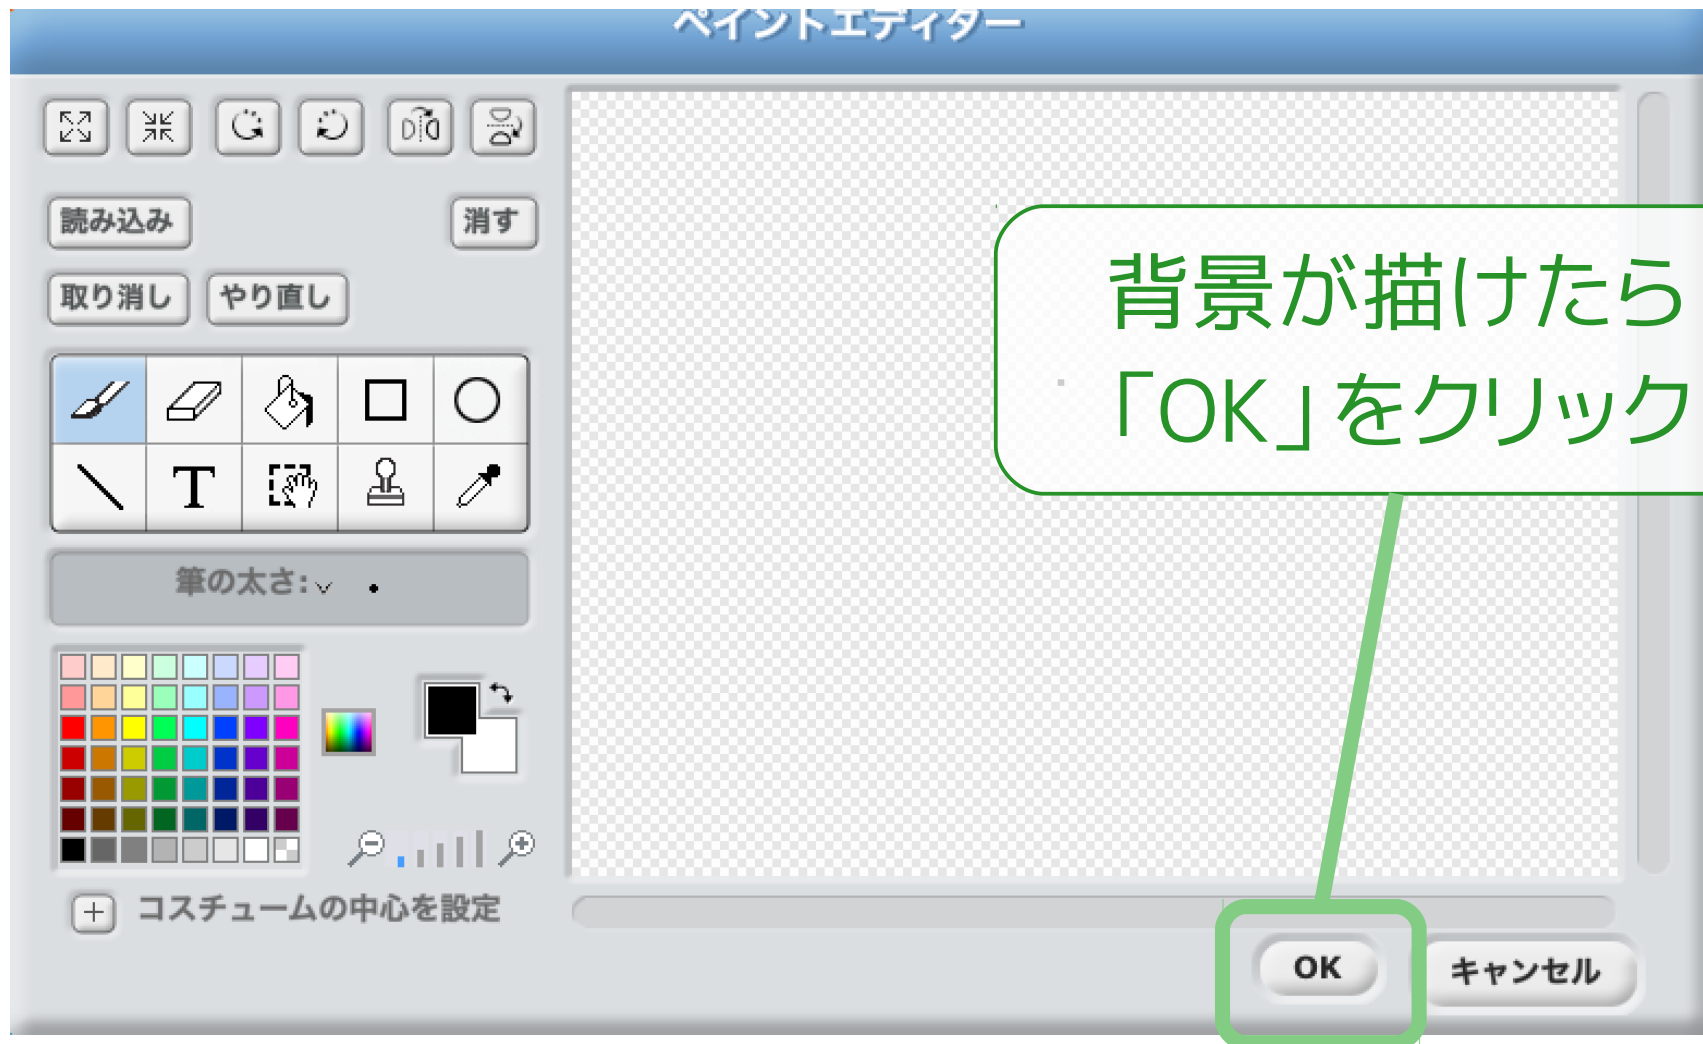 ペイントエディター
読み込み
消す
取り消し
やり直し
背景が描けたら
「OK」をクリック
T
筆の太さ:
コスチュームの中心を設定
OK
キャンセル